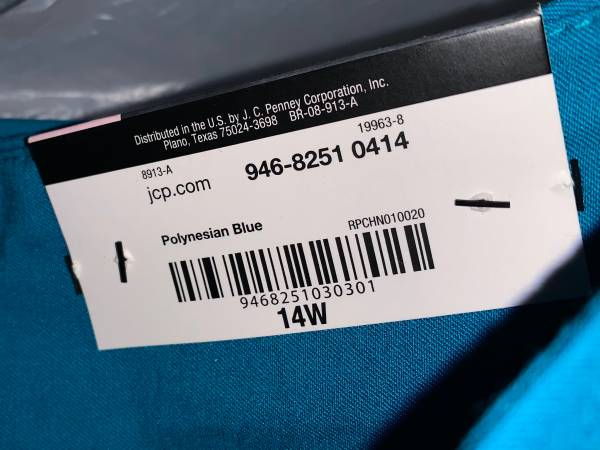 Distributed in the U.S. by J. C. Penney Corporation, Inc.
Plano, Texas 75024-3698 BR-08-913-A
8913-A
19963-8
jcp.com
946-8251 0414
Polynesian Blue
RPCHN010020
9468251030301
14W